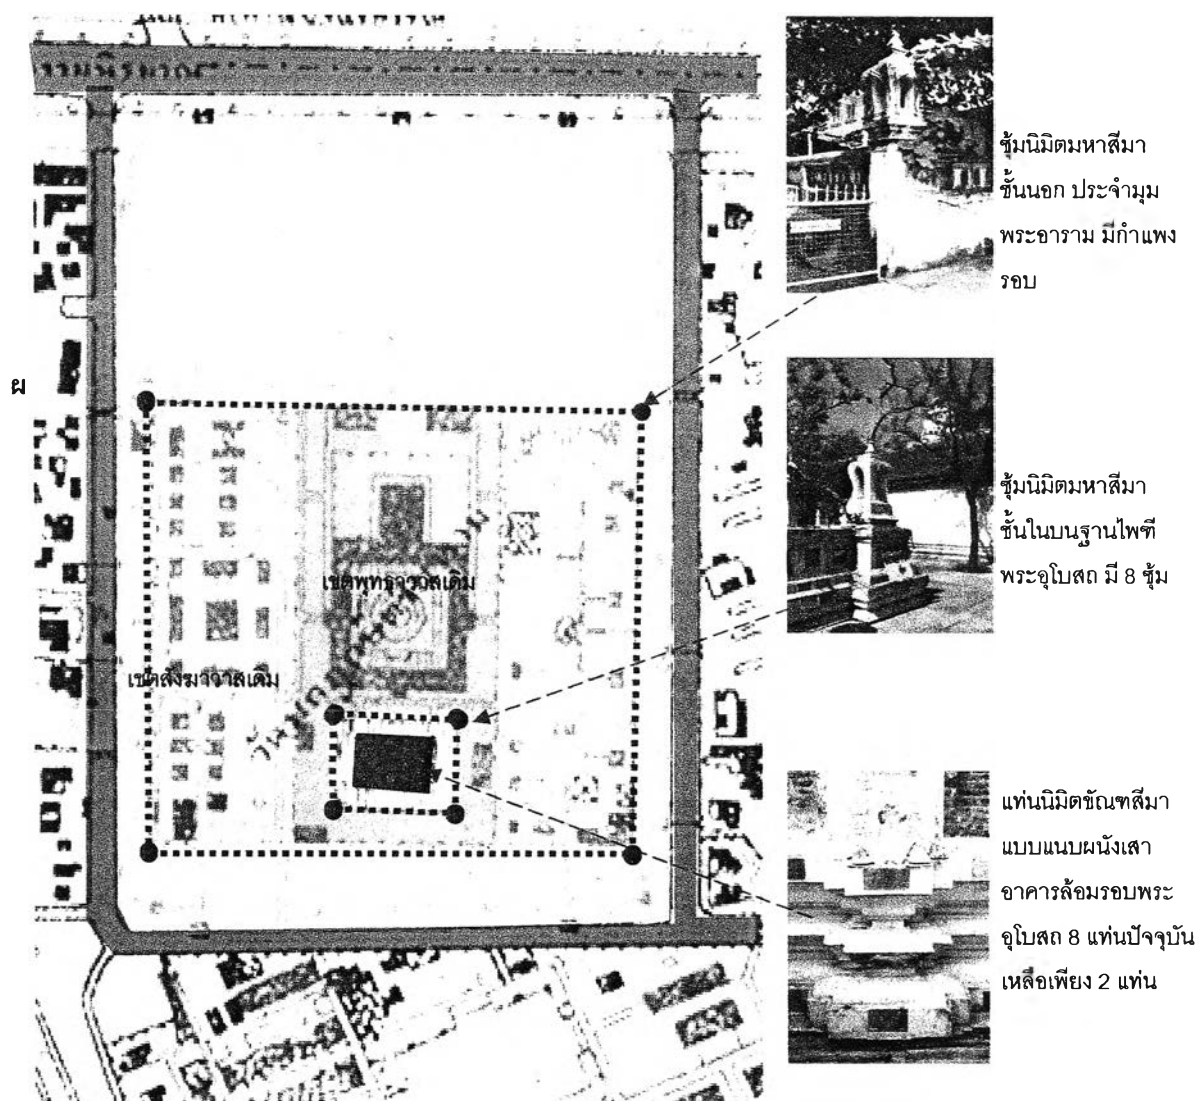 ซุ้มนิมิตมหาสีมา
ชั้นนอก ประจำมุม
พระอาราม มีกำแพง
รอบ
ผ
ซุ้มนิมิตมหาสีมา
ชั้นในบนฐานไพที
พระอุโบสถ มี 8 ซุ้ม
เขตพุทธาวาสเดิม
เขตสังฆาวาสเดิม
แท่นนิมิตขัณฑสีมา
แบบแนบผนังเสา
อาคารล้อมรอบพระ
อุโบสถ 8 แท่นปัจจุบัน
เหลือเพียง 2 แท่น